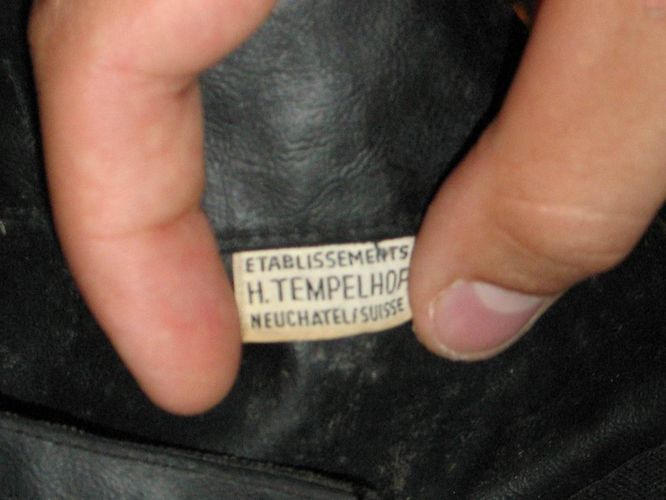 ETABLISSEMENTS
H. TEMPELHOF
NEUCHATEL/SUISSE